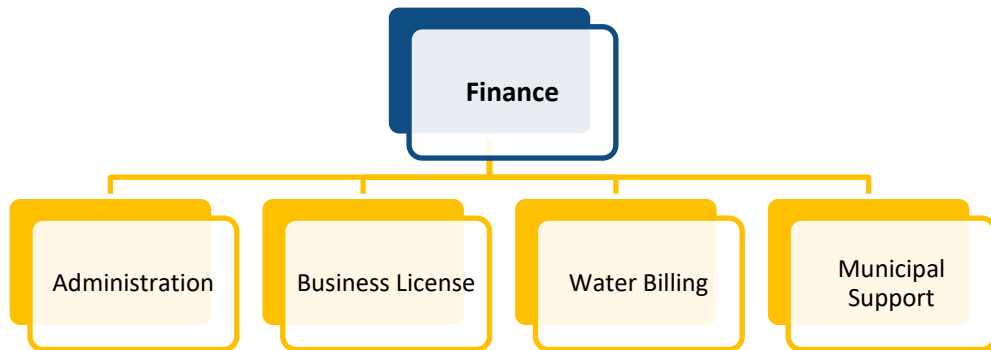 Finance
Administration
Business License
Water Billing
Municipal
Support